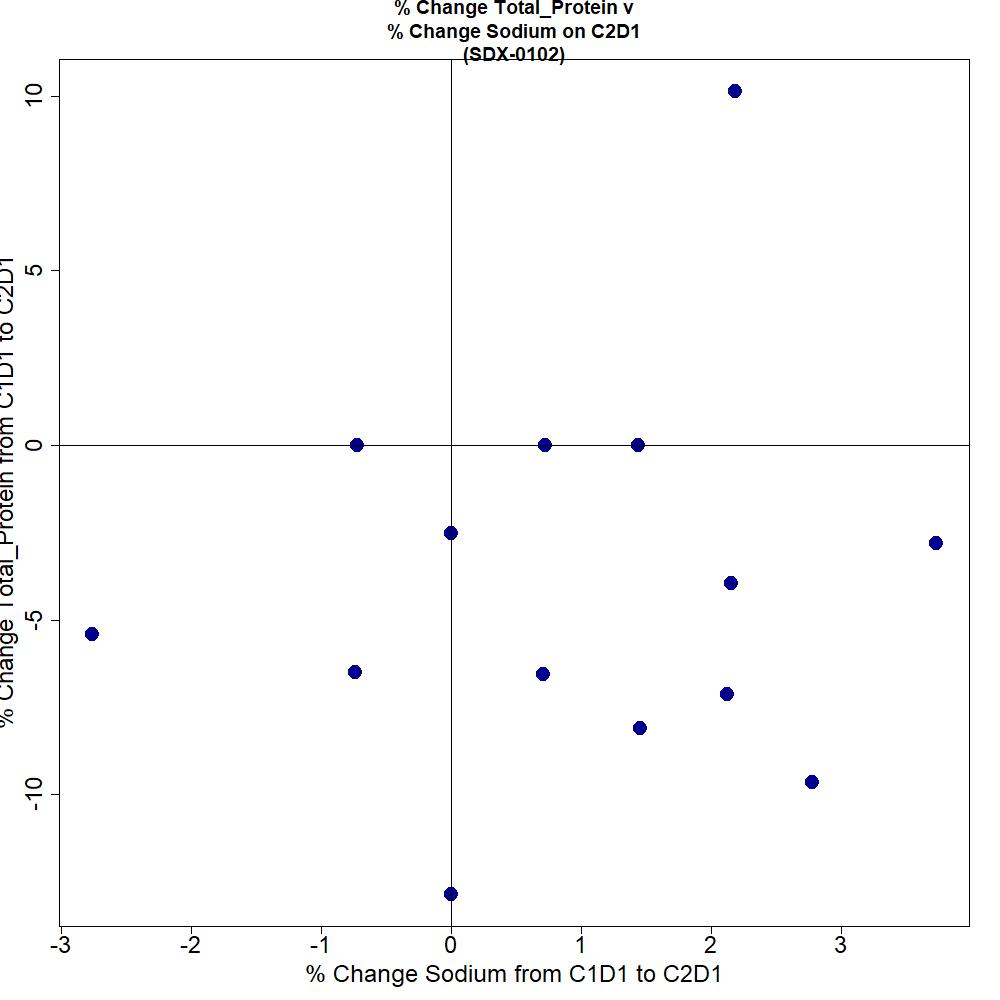 % Change Total_Protein v
% Change Sodium on C2D1
(SDX-0102)
10
5
0
-5
-10
% Change Total_Protein from C1D1 to C2D1
-3 -2 -1 0 1 2 3
% Change Sodium from C1D1 to C2D1